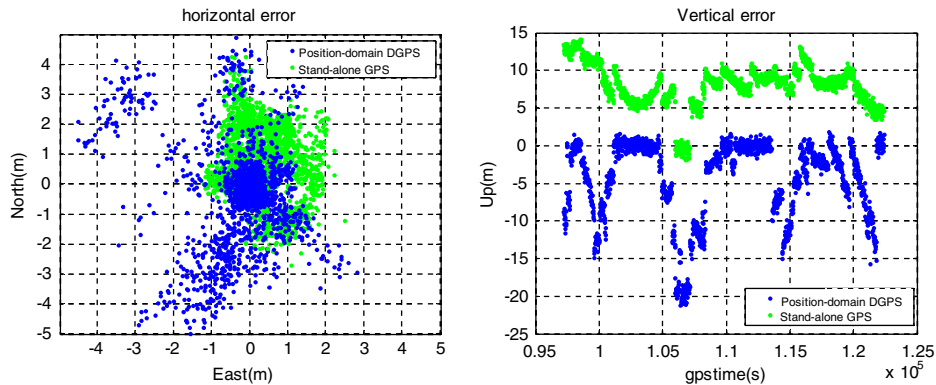 horizontal error
Position-domain DGPS
Stand-alone GPS
4
3
2
1
0
-1
-2
-3
-4
-5
North(m)
-4 -3 -2 -1 0 1 2 3 4 5
East(m)
Vertical error
15
10
5
0
-5
-10
-15
-20
-25
Up(m)
Position-domain DGPS
Stand-alone GPS
0.95 1 1.05 1.1 1.15 1.2 1.25
gpstime(s)
x 10^5